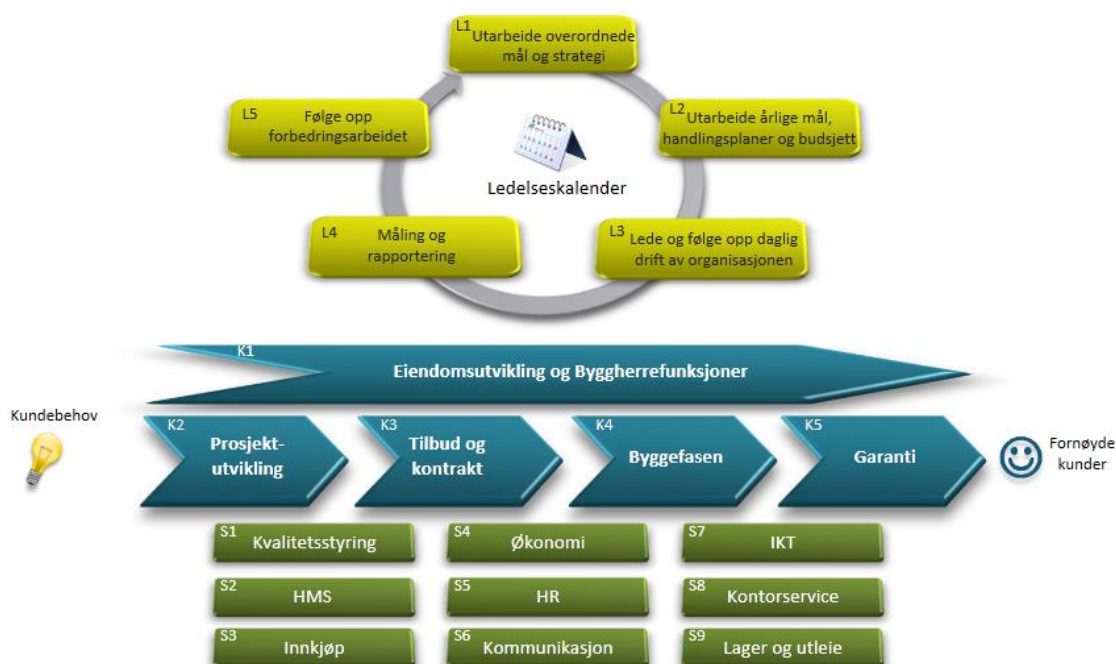 L1
Utarbeide overordnede
mål og strategi
L5
Følge opp
forbedringsarbeidet
L2
Utarbeide årlige mål,
handlingsplaner og budsjett
Ledelseskalender
L4
Måling og
rapportering
L3
Lede og følge opp daglig
drift av organisasjonen
K1
Eiendomsutvikling og Byggherrefunksjoner
Kundebehov
K2
Prosjekt-
utvikling
K3
Tilbud og
kontrakt
K4
Byggefasen
K5
Garanti
Fornøyde
kunder
S1
Kvalitetsstyring
S4
Økonomi
S7
IKT
S2
HMS
S5
HR
S8
Kontorservice
S3
Innkjøp
S6
Kommunikasjon
S9
Lager og utleie